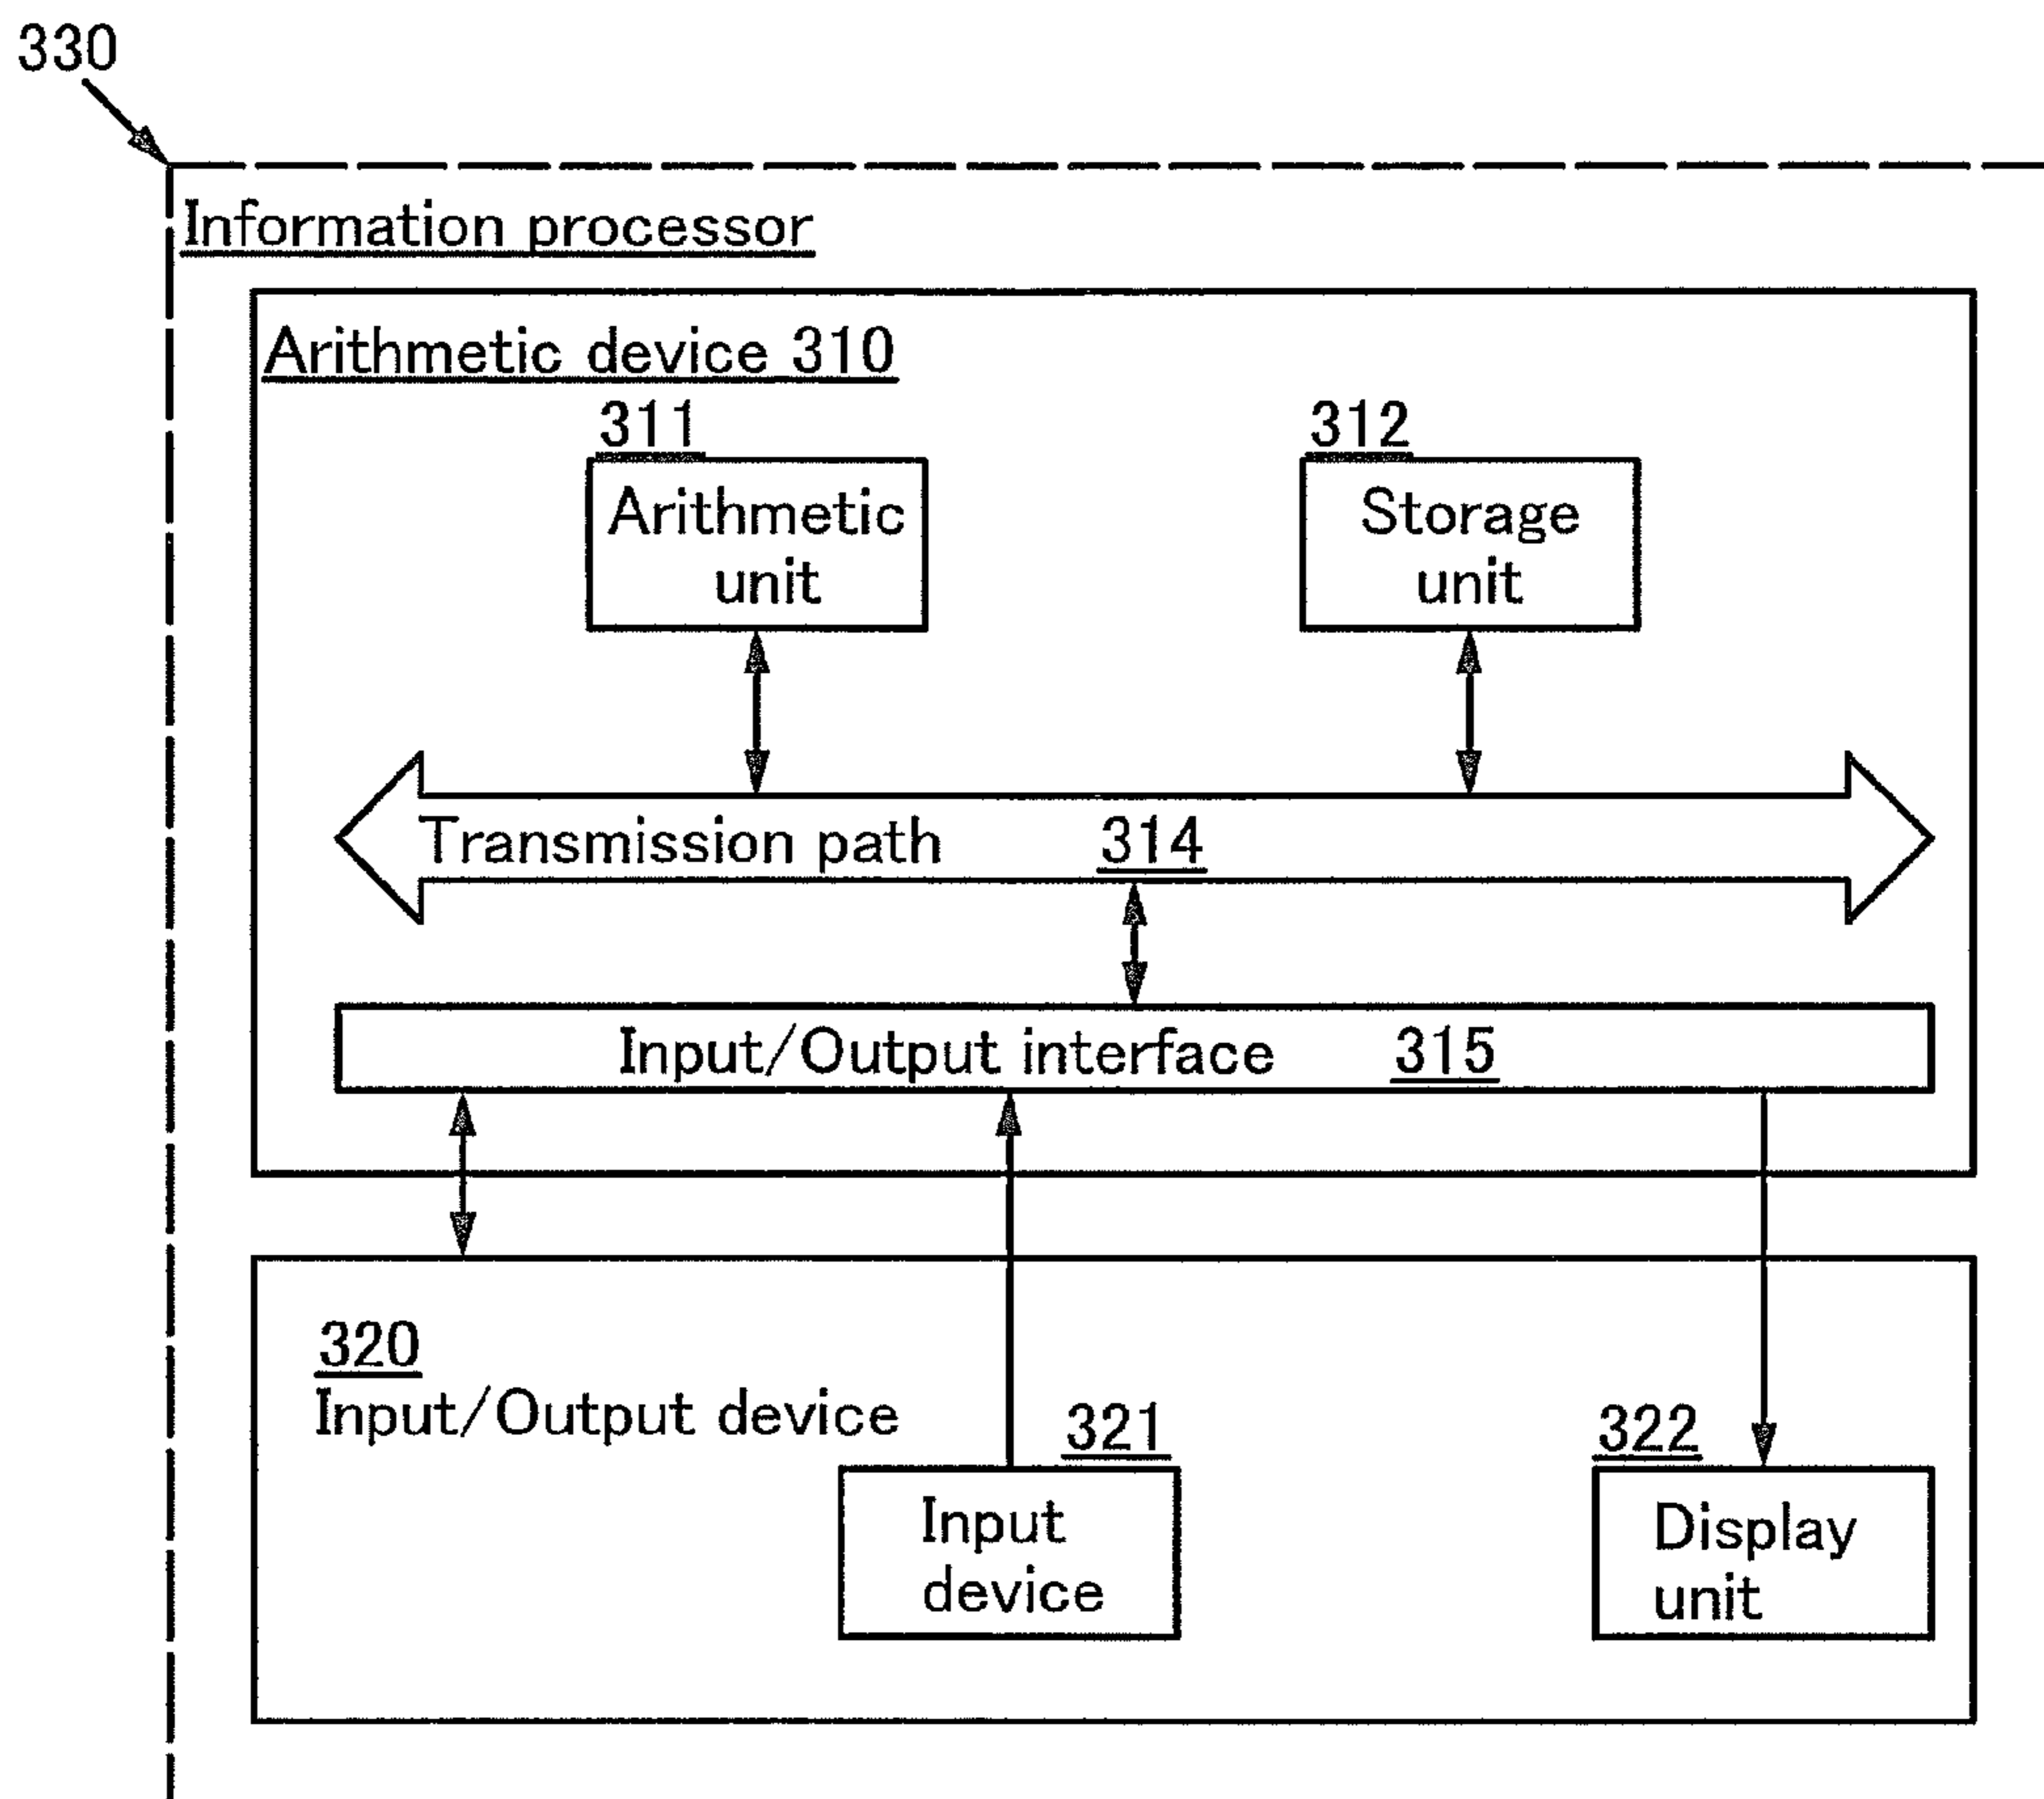 330
Information processor
Arithmetic device 310
311
Arithmetic
unit
312
Storage
unit
Transmission path 314
Input/Output interface 315
320
Input/Output device
321
Input
device
322
Display
unit